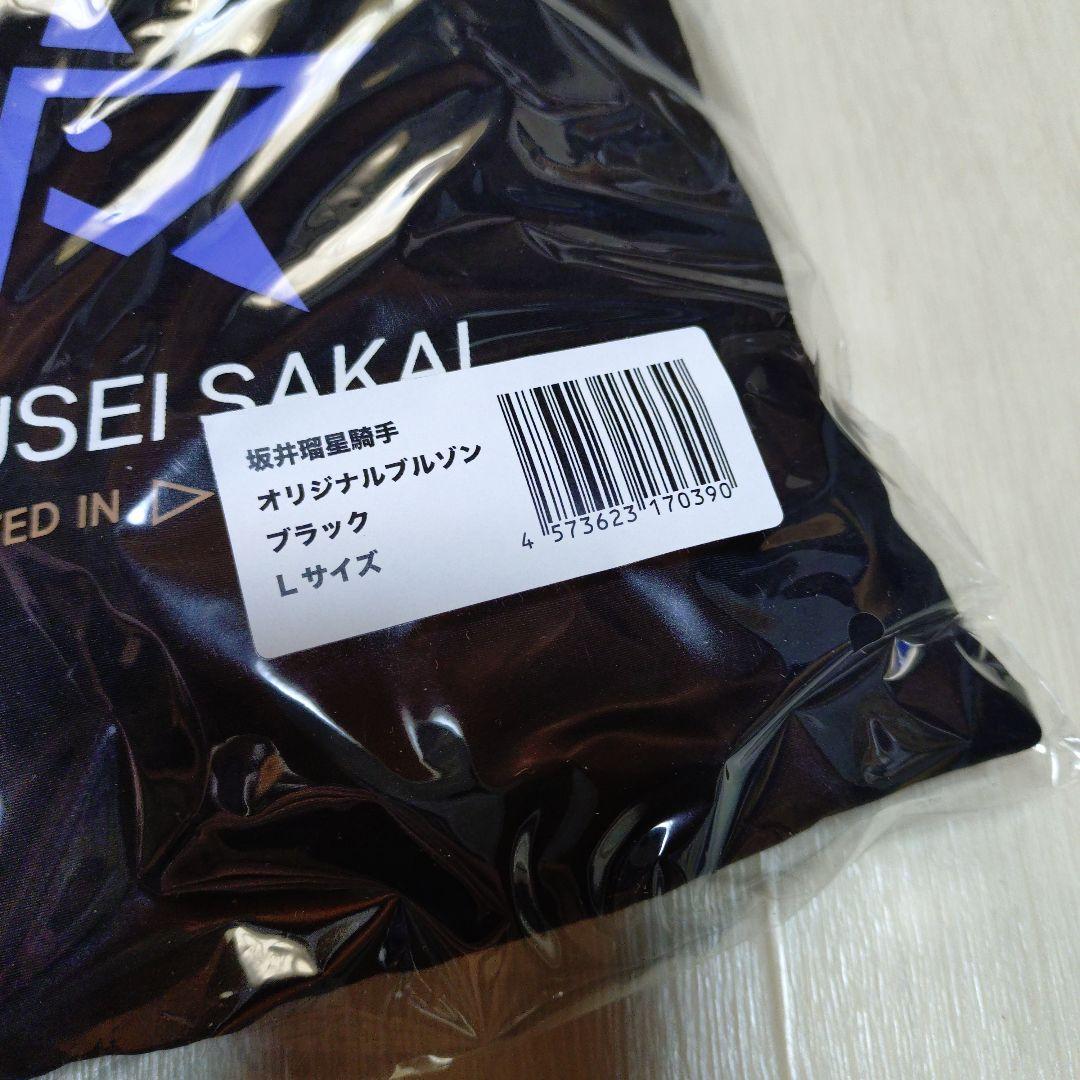 USEI SAKAI
TED IN
坂井瑠星騎手
オリジナルブルゾン
ブラック
Lサイズ
4 573623 170390